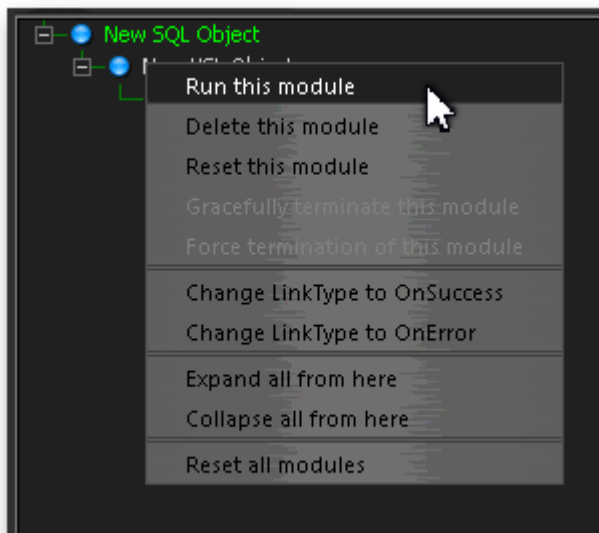 New SQL Object
Run this module
Delete this module
Reset this module
Gracefully terminate this module
Force termination of this module
Change LinkType to OnSuccess
Change LinkType to OnError
Expand all from here
Collapse all from here
Reset all modules